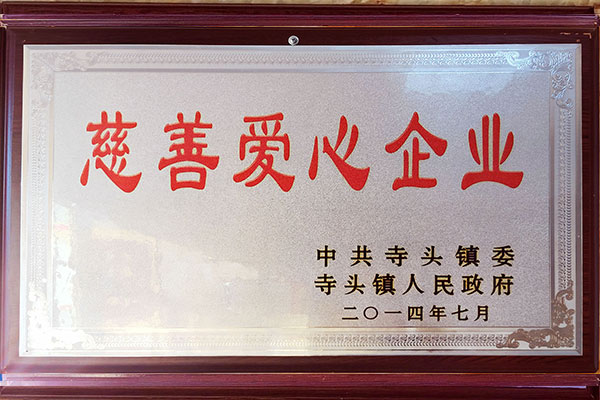 慈善爱心企业
中共寺头镇委
寺头镇人民政府
二〇一四年七月